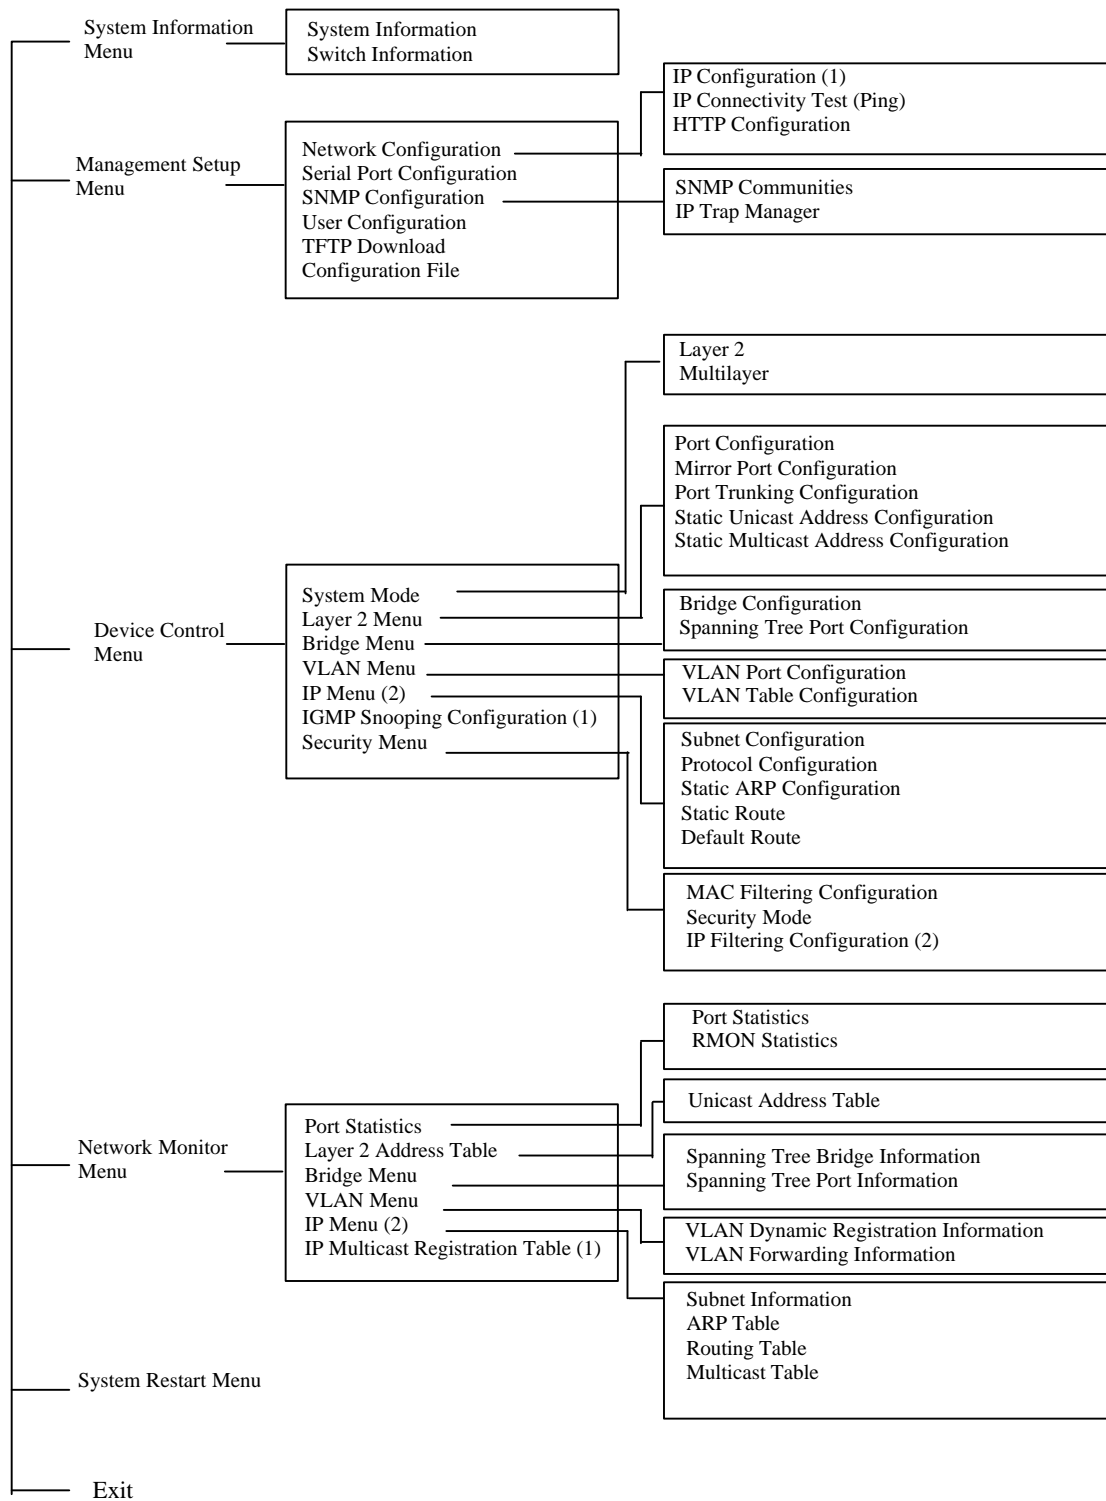 System Information
Menu
System Information
Switch Information
IP Configuration (1)
IP Connectivity Test (Ping)
HTTP Configuration
Management Setup
Menu
Network Configuration
Serial Port Configuration
SNMP Configuration
User Configuration
TFTP Download
Configuration File
SNMP Communities
IP Trap Manager
Layer 2
Multilayer
Port Configuration
Mirror Port Configuration
Port Trunking Configuration
Static Unicast Address Configuration
Static Multicast Address Configuration
Device Control
Menu
System Mode
Layer 2 Menu
Bridge Menu
VLAN Menu
IP Menu (2)
IGMP Snooping Configuration (1)
Security Menu
Bridge Configuration
Spanning Tree Port Configuration
VLAN Port Configuration
VLAN Table Configuration
Subnet Configuration
Protocol Configuration
Static ARP Configuration
Static Route
Default Route
MAC Filtering Configuration
Security Mode
IP Filtering Configuration (2)
Port Statistics
RMON Statistics
Network Monitor
Menu
Port Statistics
Layer 2 Address Table
Bridge Menu
VLAN Menu
IP Menu (2)
IP Multicast Registration Table (1)
Unicast Address Table
Spanning Tree Bridge Information
Spanning Tree Port Information
VLAN Dynamic Registration Information
VLAN Forwarding Information
Subnet Information
ARP Table
Routing Table
Multicast Table
System Restart Menu
Exit